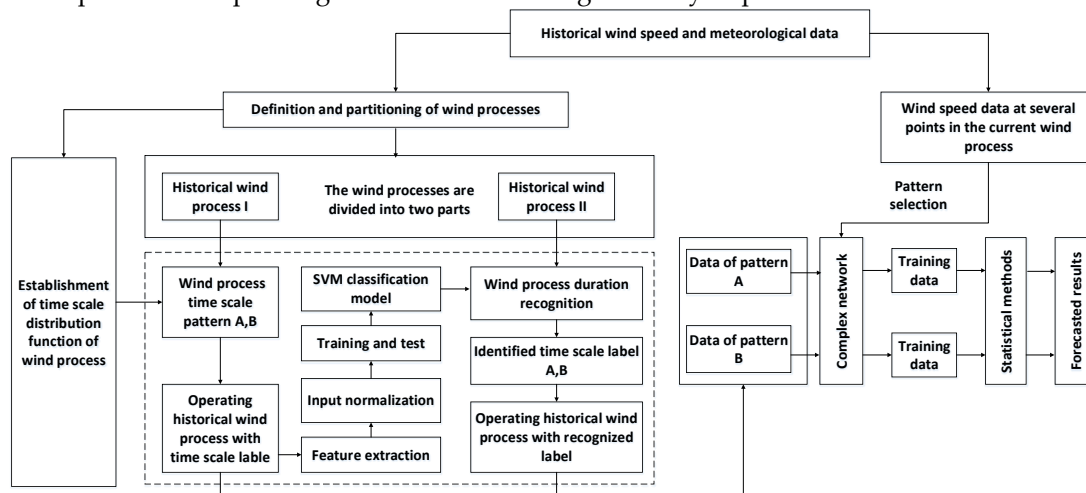 Historical wind speed and meteorological data
Definition and partitioning of wind processes
Wind speed data at several
points in the current wind
process
Historical wind
process I
The wind processes are
divided into two parts
Historical wind
process II
Pattern
selection
Establishment
of time scale
distribution
function of
wind process
Wind process
time scale
pattern A,B
SVM classification
model
Wind process duration
recognition
Training and test
Identified time scale label
A,B
Input normalization
Operating
historical wind
process with
time scale lable
Feature extraction
Operating historical wind
process with recognized
label
Data of pattern
A
Data of pattern
B
Complex network
Training
data
Training
data
Statistical methods
Forecasted results